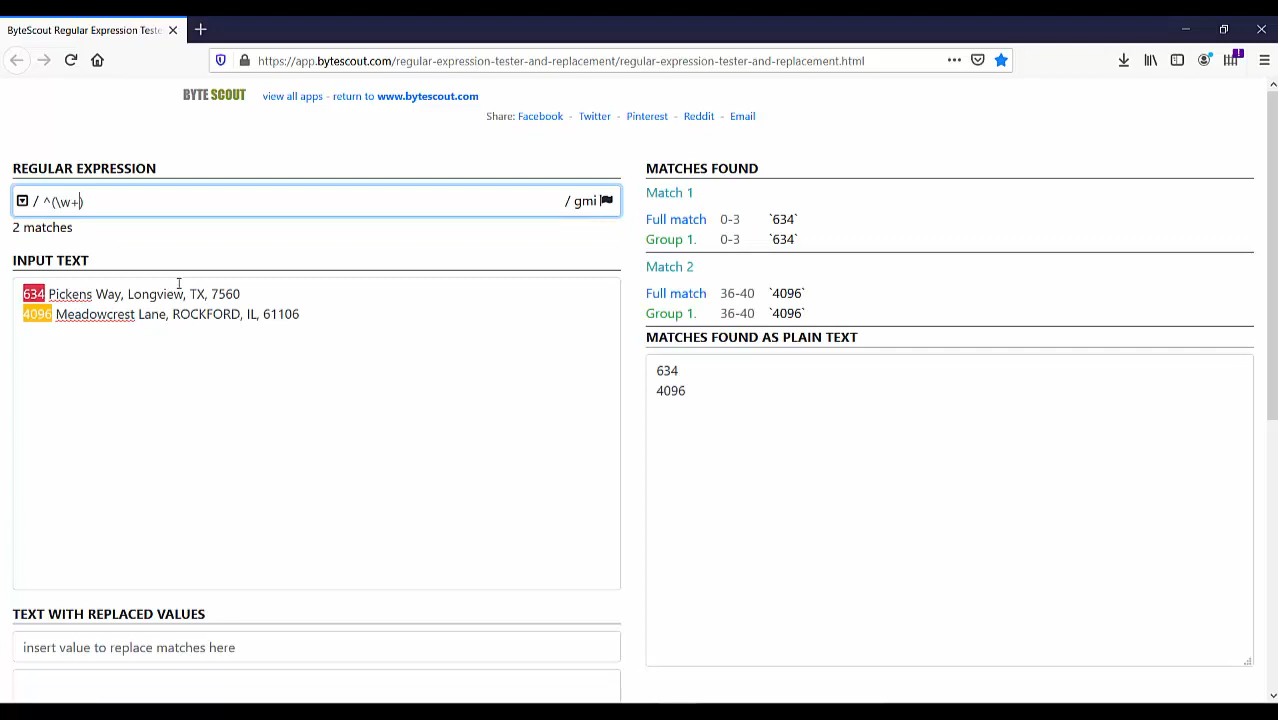 ByteScout Regular Expression Teste
https://app.bytescout.com/regular-expression-tester-and-replacement/regular-expression-tester-and-replacement.html
BYTE SCOUT view all apps - return to www.bytescout.com
Share: Facebook - Twitter - Pinterest - Reddit - Email
REGULAR EXPRESSION
/ ^(\w+) / gmi
2 matches
INPUT TEXT
634 Pickens Way, Longview, TX, 7560
4096 Meadowcrest Lane, ROCKFORD, IL, 61106
TEXT WITH REPLACED VALUES
insert value to replace matches here
MATCHES FOUND
Match 1
Full match 0-3 `634`
Group 1. 0-3 `634`
Match 2
Full match 36-40 `4096`
Group 1. 36-40 `4096`
MATCHES FOUND AS PLAIN TEXT
634
4096